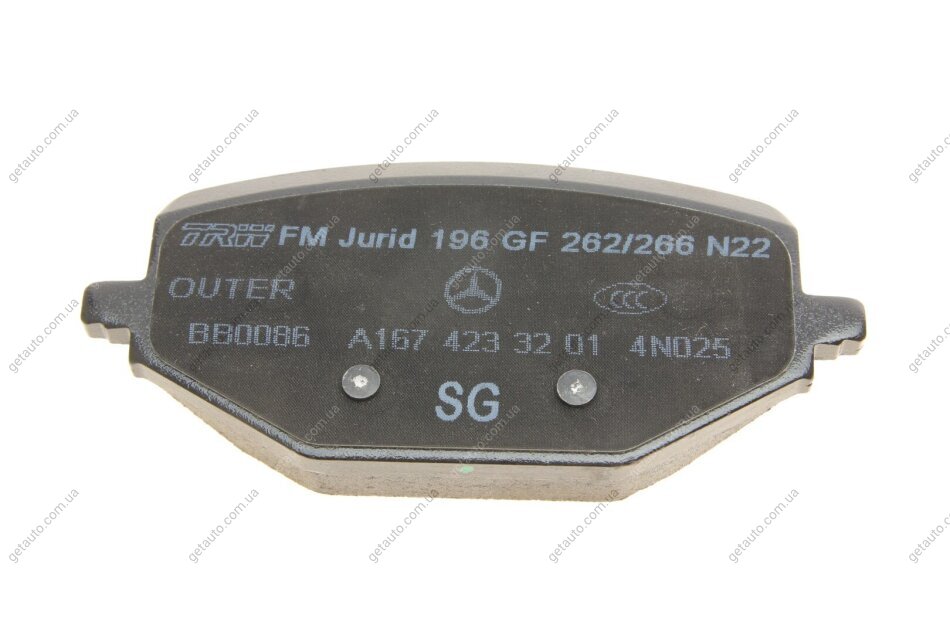 TRW FM Jurid 196 GF 262/266 N22
OUTER CCC
BB0086 A167 423 32 01 4N025
SG
getauto.com.ua